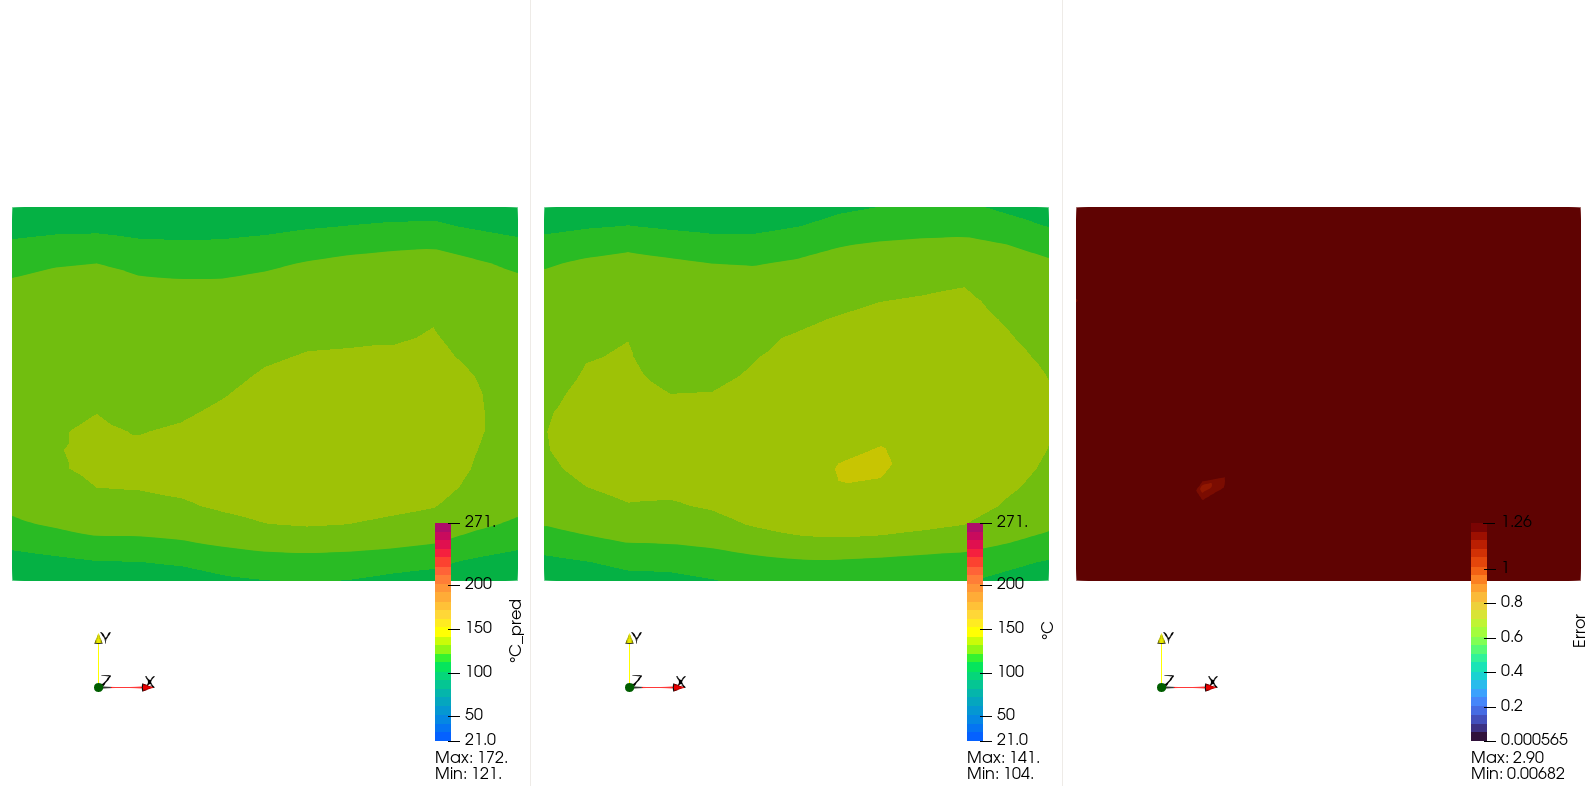 271.
200
150
100
50
21.0
°C_pred
Max: 172.
Min: 121.
Y
Z
X
271.
200
150
100
50
21.0
°C
Max: 141.
Min: 104.
Y
Z
X
1.26
1
0.8
0.6
0.4
0.2
0.000565
Error
Max: 2.90
Min: 0.00682
Y
Z
X